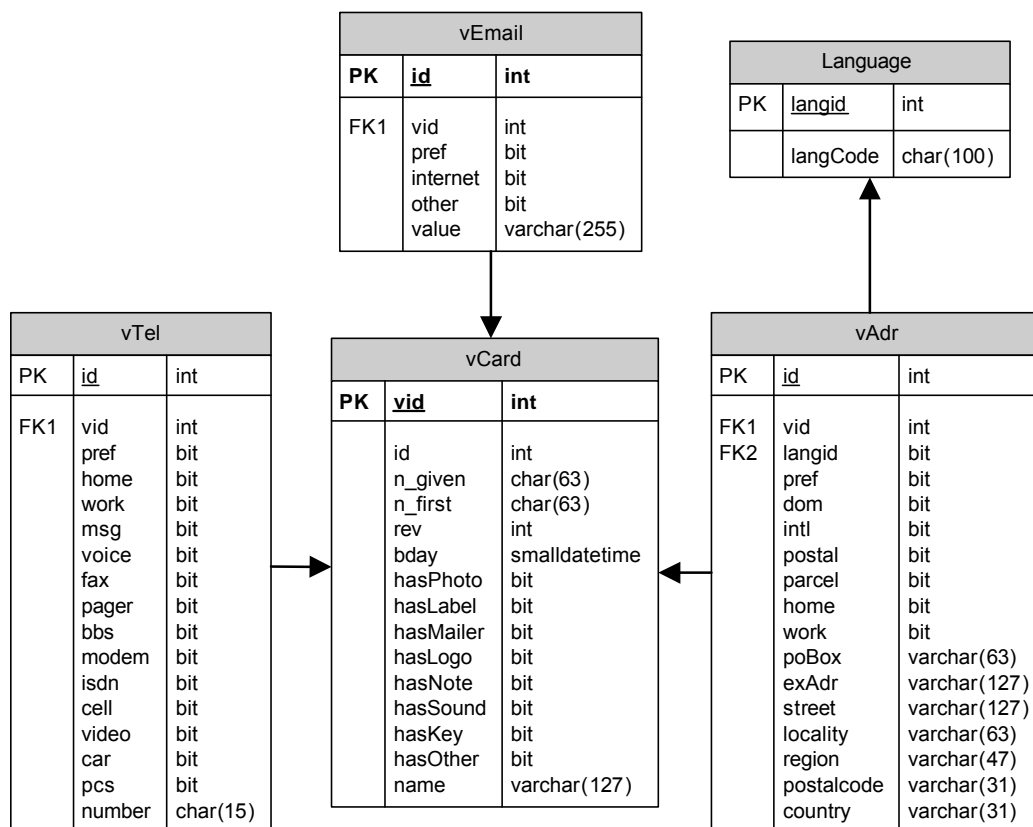 vEmail
PK id int
FK1 vid int
pref bit
internet bit
other bit
value varchar(255)
Language
PK langid int
langCode char(100)
vTel
PK id int
FK1 vid int
pref bit
home bit
work bit
msg bit
voice bit
fax bit
pager bit
bbs bit
modem bit
isdn bit
cell bit
video bit
car bit
pcs bit
number char(15)
vCard
PK vid int
id int
n_given char(63)
n_first char(63)
rev int
bday smalldatetime
hasPhoto bit
hasLabel bit
hasMailer bit
hasLogo bit
hasNote bit
hasSound bit
hasKey bit
hasOther bit
name varchar(127)
vAdr
PK id int
FK1 vid int
FK2 langid bit
pref bit
dom bit
intl bit
postal bit
parcel bit
home bit
work bit
poBox varchar(63)
exAdr varchar(127)
street varchar(127)
locality varchar(63)
region varchar(47)
postalcode varchar(31)
country varchar(31)